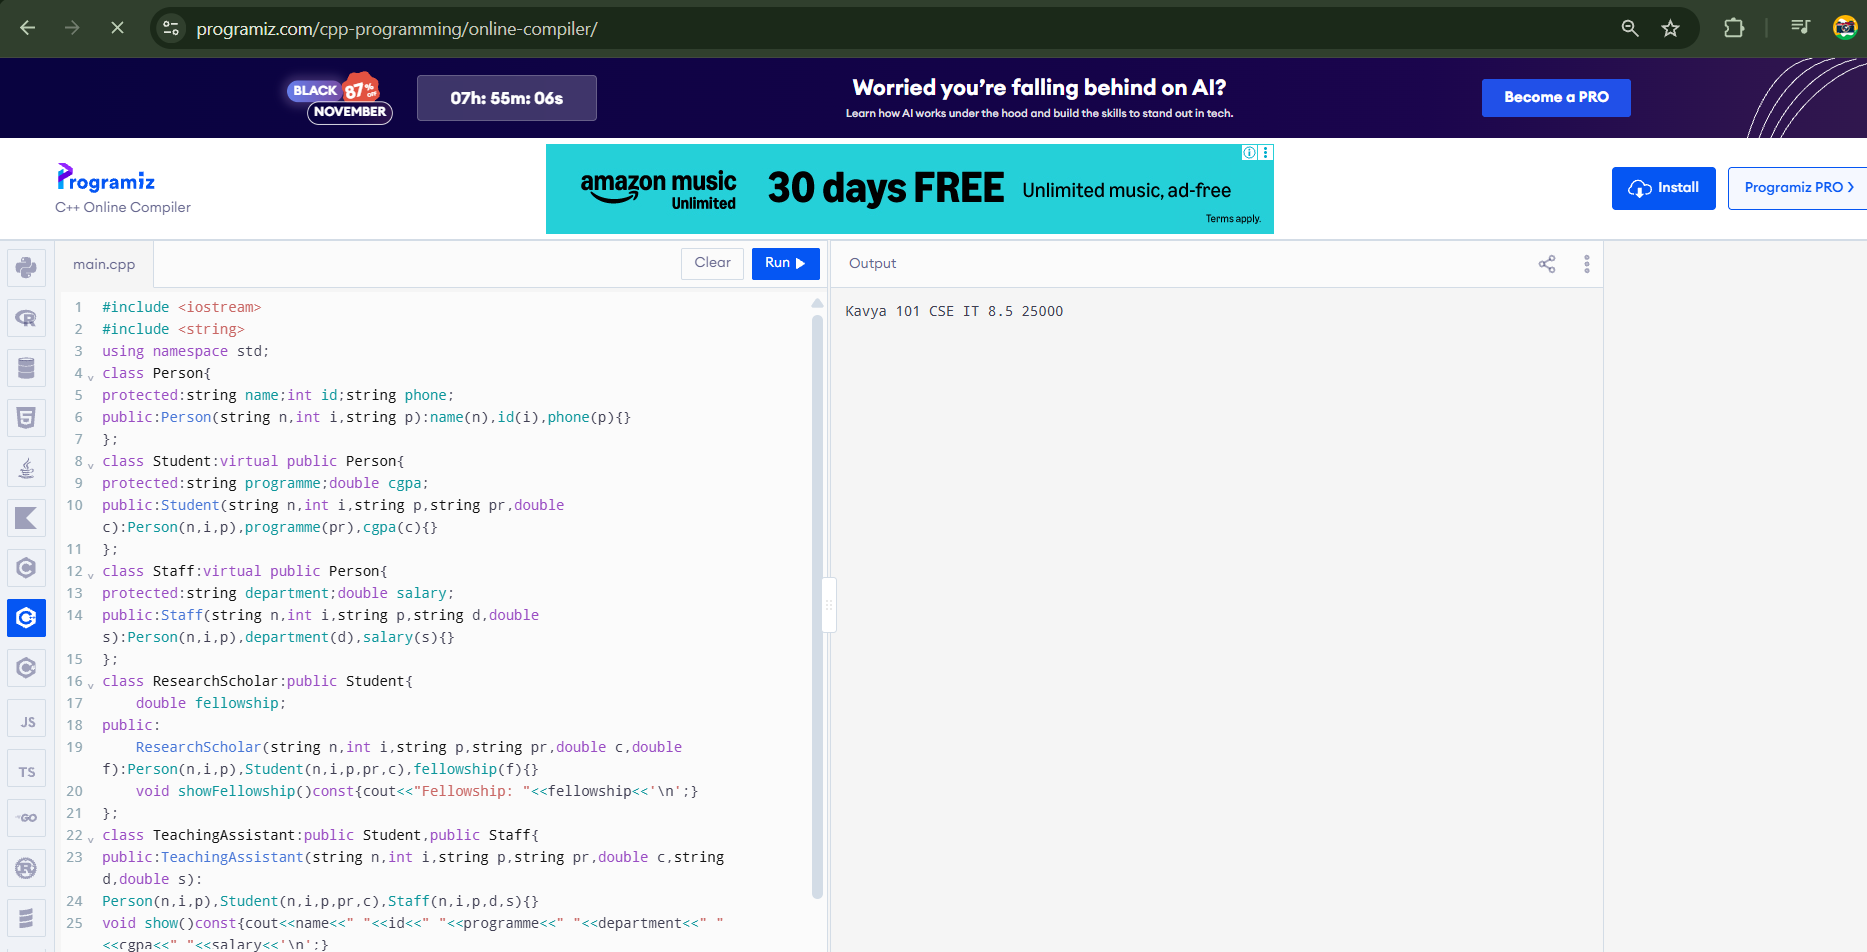 programiz.com/cpp-programming/online-compiler/
BLACK 87% OFF
NOVEMBER
07h: 55m: 06s
Worried you're falling behind on AI?
Learn how AI works under the hood and build the skills to stand out in tech.
Become a PRO
Programiz
C++ Online Compiler
amazon music
Unlimited
30 days FREE
Unlimited music, ad-free
Terms apply.
Install
Programiz PRO >
main.cpp
Clear
Run
Output
1 #include <iostream>
2 #include <string>
3 using namespace std;
4 class Person{
5 protected:string name;int id;string phone;
6 public:Person(string n,int i,string p):name(n),id(i),phone(p){}
7 };
8 class Student:virtual public Person{
9 protected:string programme;double cgpa;
10 public:Student(string n,int i,string p,string pr,double
c):Person(n,i,p),programme(pr),cgpa(c){}
11 };
12 class Staff:virtual public Person{
13 protected:string department;double salary;
14 public:Staff(string n,int i,string p,string d,double
s):Person(n,i,p),department(d),salary(s){}
15 };
16 class ResearchScholar:public Student{
17 double fellowship;
18 public:
19 ResearchScholar(string n,int i,string p,string pr,double c,double
f):Person(n,i,p),Student(n,i,p,pr,c),fellowship(f){}
20 void showFellowship()const{cout<<"Fellowship: "<<fellowship<<'\n';}
21 };
22 class TeachingAssistant:public Student,public Staff{
23 public:TeachingAssistant(string n,int i,string p,string pr,double c,string
d,double s):
24 Person(n,i,p),Student(n,i,p,pr,c),Staff(n,i,p,d,s){}
25 void show()const{cout<<name<<" "<<id<<" "<<programme<<" "<<department<<" "
<<cgpa<<" "<<salary<<'\n';}
Kavya 101 CSE IT 8.5 25000
JS
TS
GO